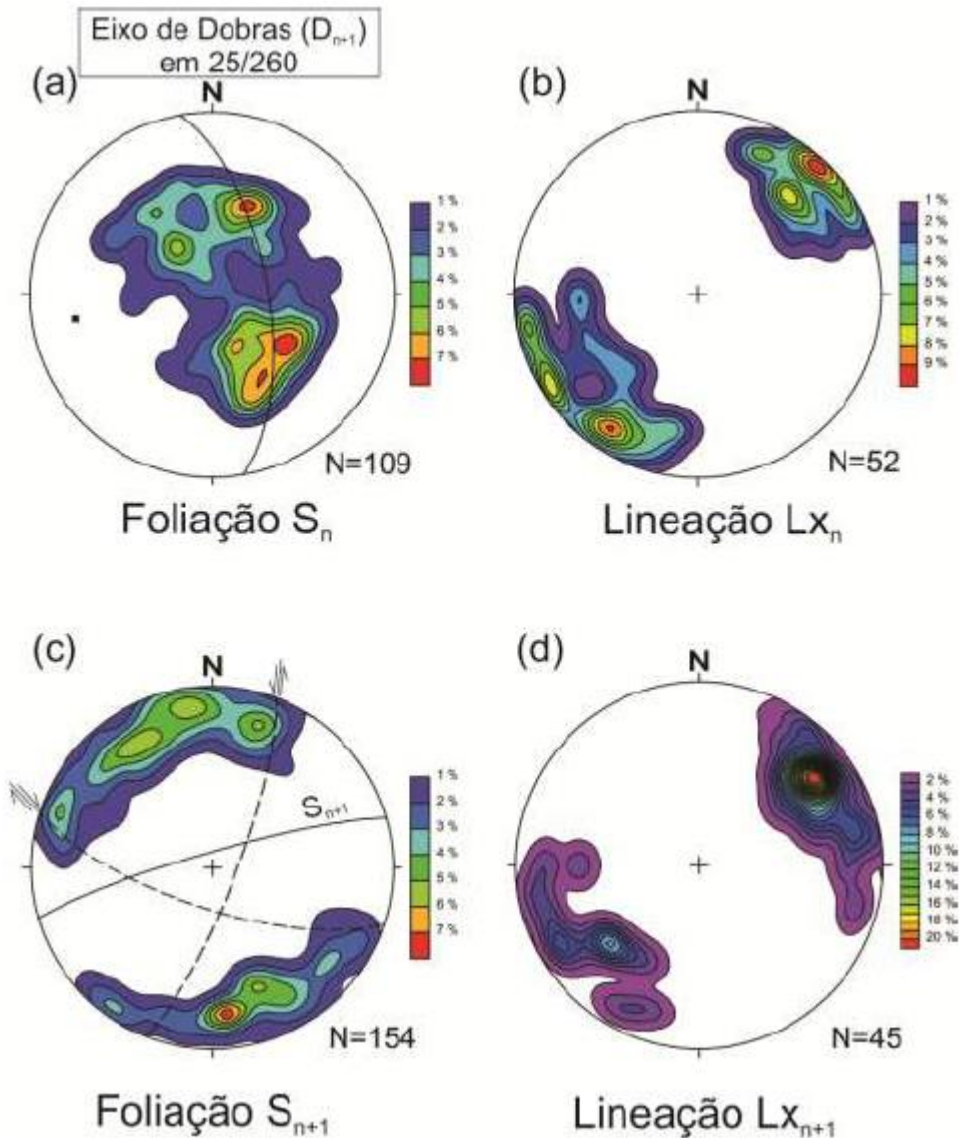 Eixo de Dobras (Dₙ₊₁)
em 25/260
(a)
N
1 %
2 %
3 %
4 %
5 %
6 %
7 %
N=109
Foliação Sₙ
(b)
N
1 %
2 %
3 %
4 %
5 %
6 %
7 %
8 %
9 %
N=52
Lineação Lxₙ
(c)
N
Sₙ₊₁
1 %
2 %
3 %
4 %
5 %
6 %
7 %
N=154
Foliação Sₙ₊₁
(d)
N
2 %
4 %
6 %
8 %
10 %
12 %
14 %
16 %
18 %
20 %
N=45
Lineação Lxₙ₊₁